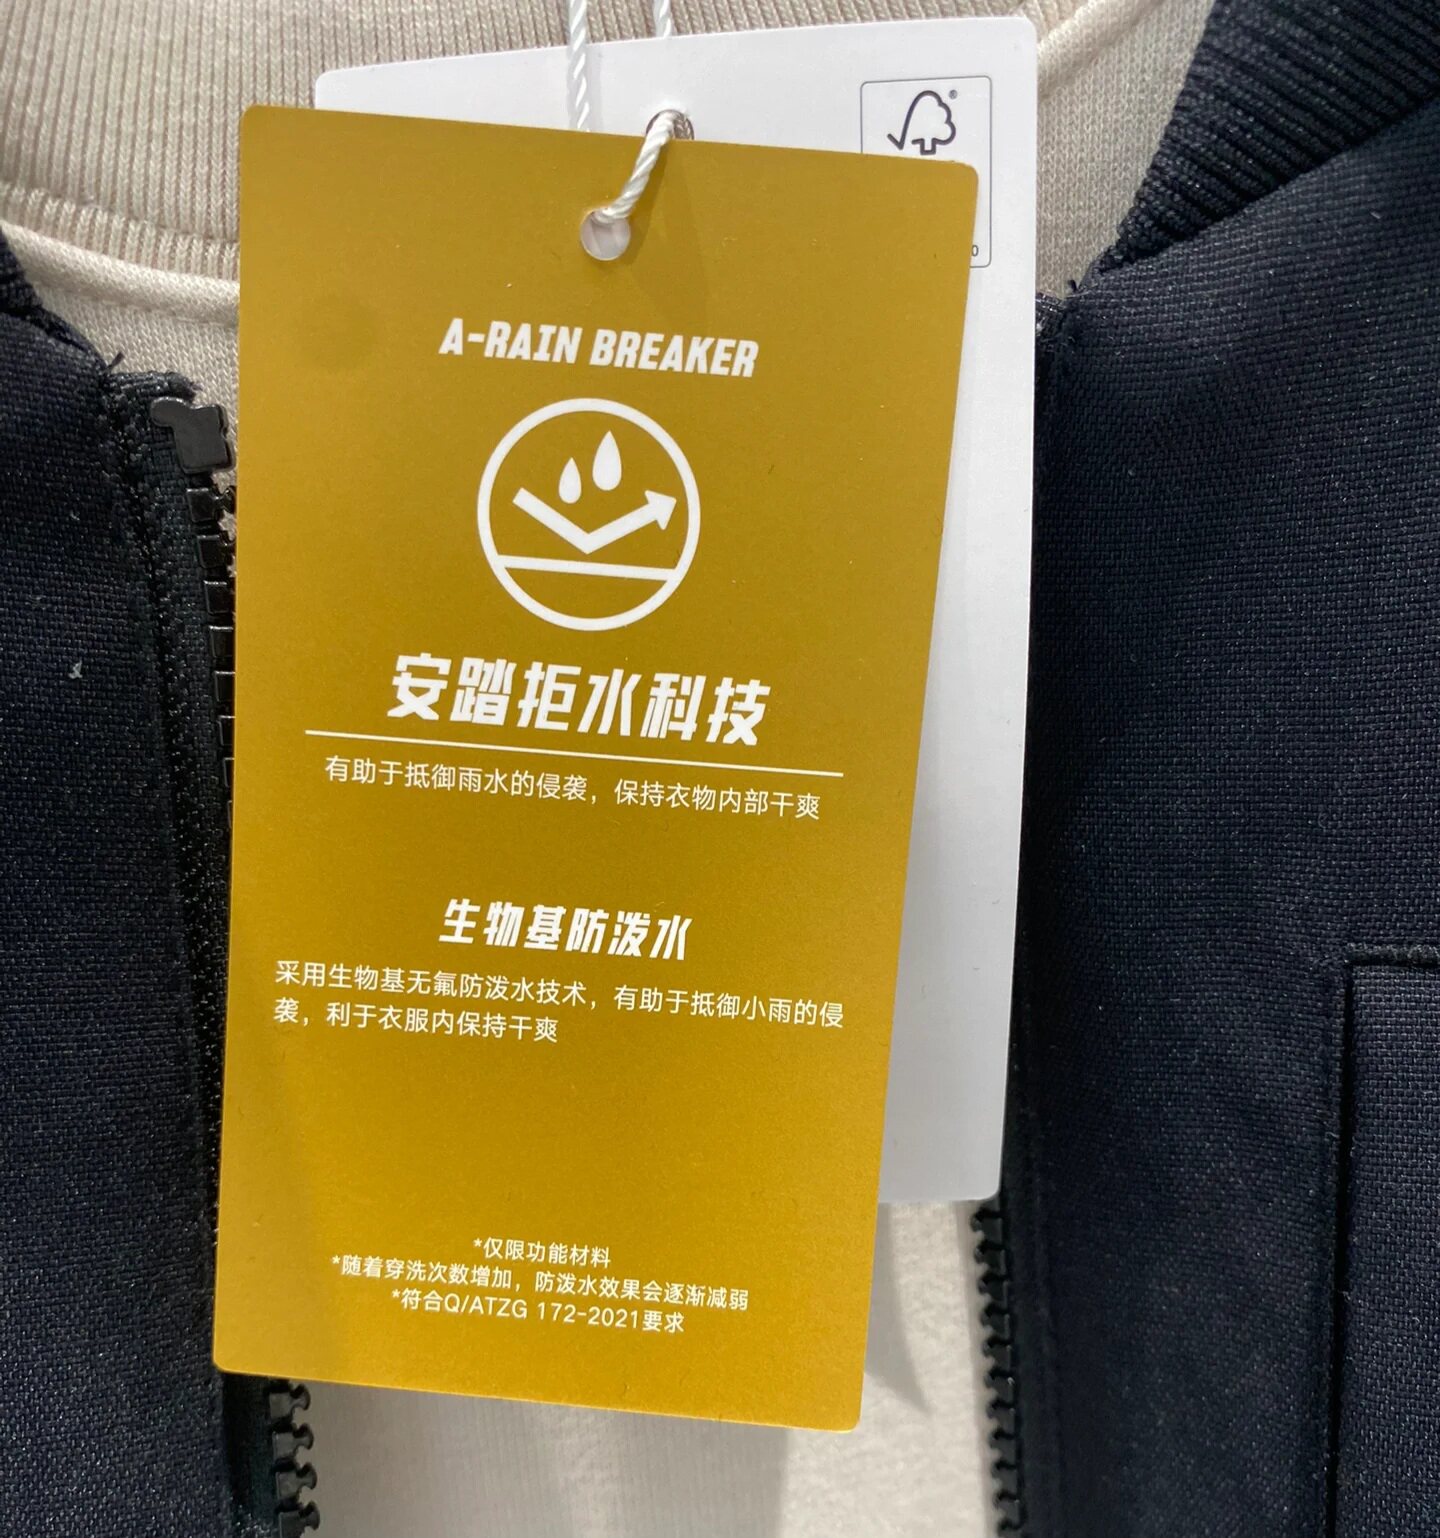 ®
0
A-RAIN BREAKER
安踏拒水科技
有助于抵御雨水的侵袭，保持衣物内部干爽
生物基防泼水
采用生物基无氟防泼水技术，有助于抵御小雨的侵
袭，利于衣服内保持干爽
*仅限功能材料
*随着穿洗次数增加，防泼水效果会逐渐减弱
*符合Q/ATZG 172-2021要求